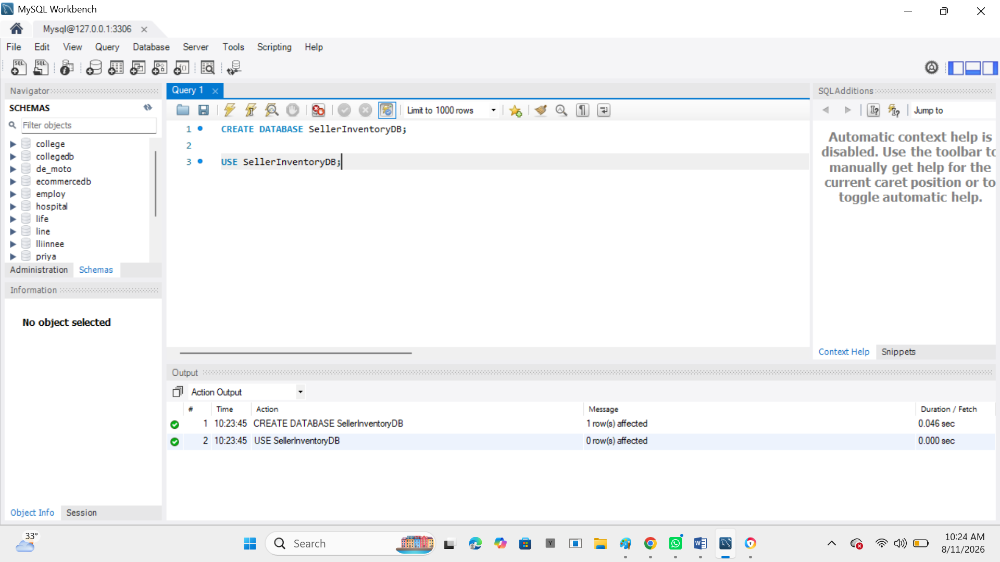 MySQL Workbench
Mysql@127.0.0.1:3306
File Edit View Query Database Server Tools Scripting Help
Navigator
SCHEMAS
Filter objects
college
collegedb
de_moto
ecommercedb
employ
hospital
life
line
lliinnee
priya
Administration Schemas
Information
No object selected
Object Info Session
Query 1
Limit to 1000 rows
1 CREATE DATABASE SellerInventoryDB;
2
3 USE SellerInventoryDB;
SQLAdditions
Jump to
Automatic context help is
disabled. Use the toolbar to
manually get help for the
current caret position or to
toggle automatic help.
Context Help Snippets
Output
Action Output
# Time Action Message Duration / Fetch
1 10:23:45 CREATE DATABASE SellerInventoryDB 1 row(s) affected 0.046 sec
2 10:23:45 USE SellerInventoryDB 0 row(s) affected 0.000 sec
33°
Search
10:24 AM
8/11/2026